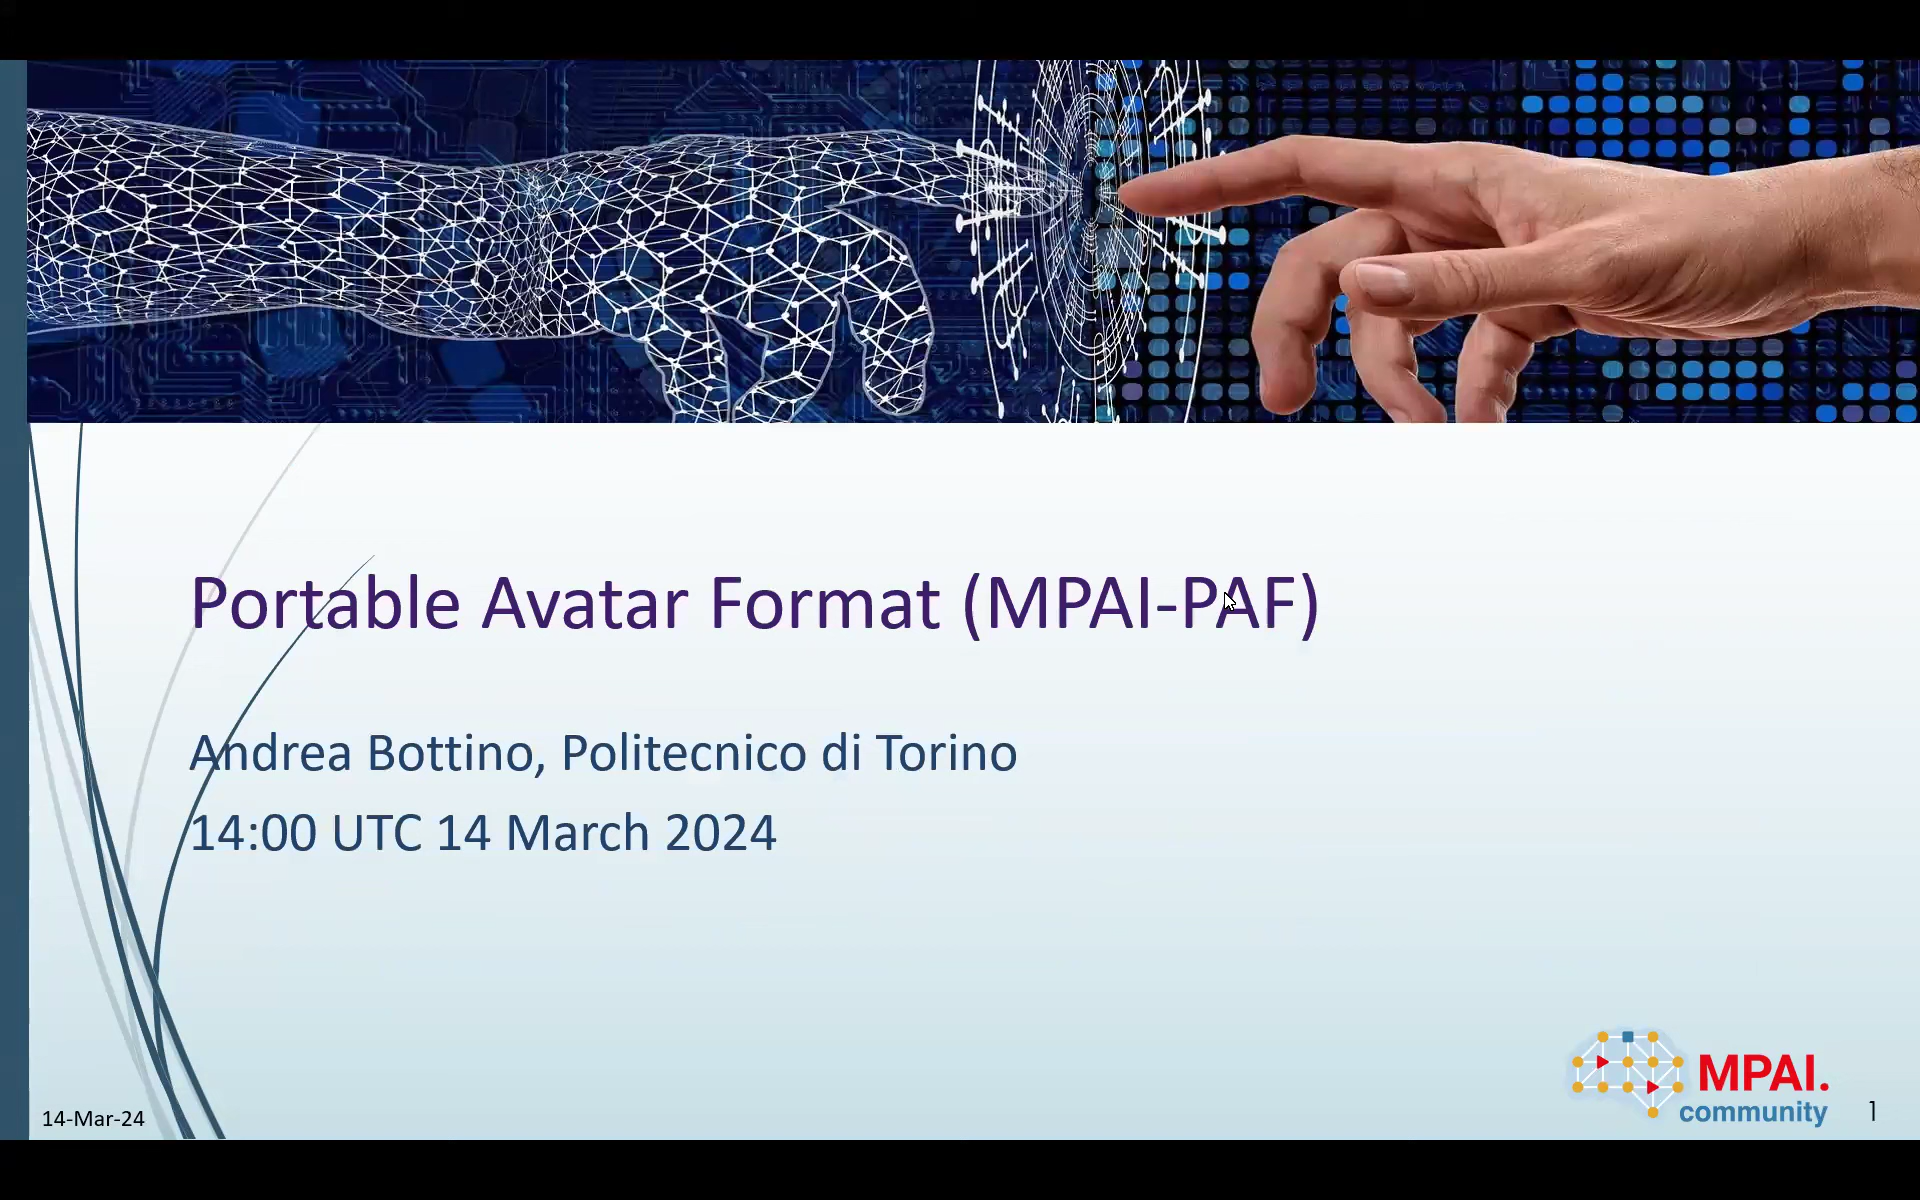 Portable Avatar Format (MPAI-PAF)
Andrea Bottino, Politecnico di Torino
14:00 UTC 14 March 2024
14-Mar-24
MPAI.
community
1